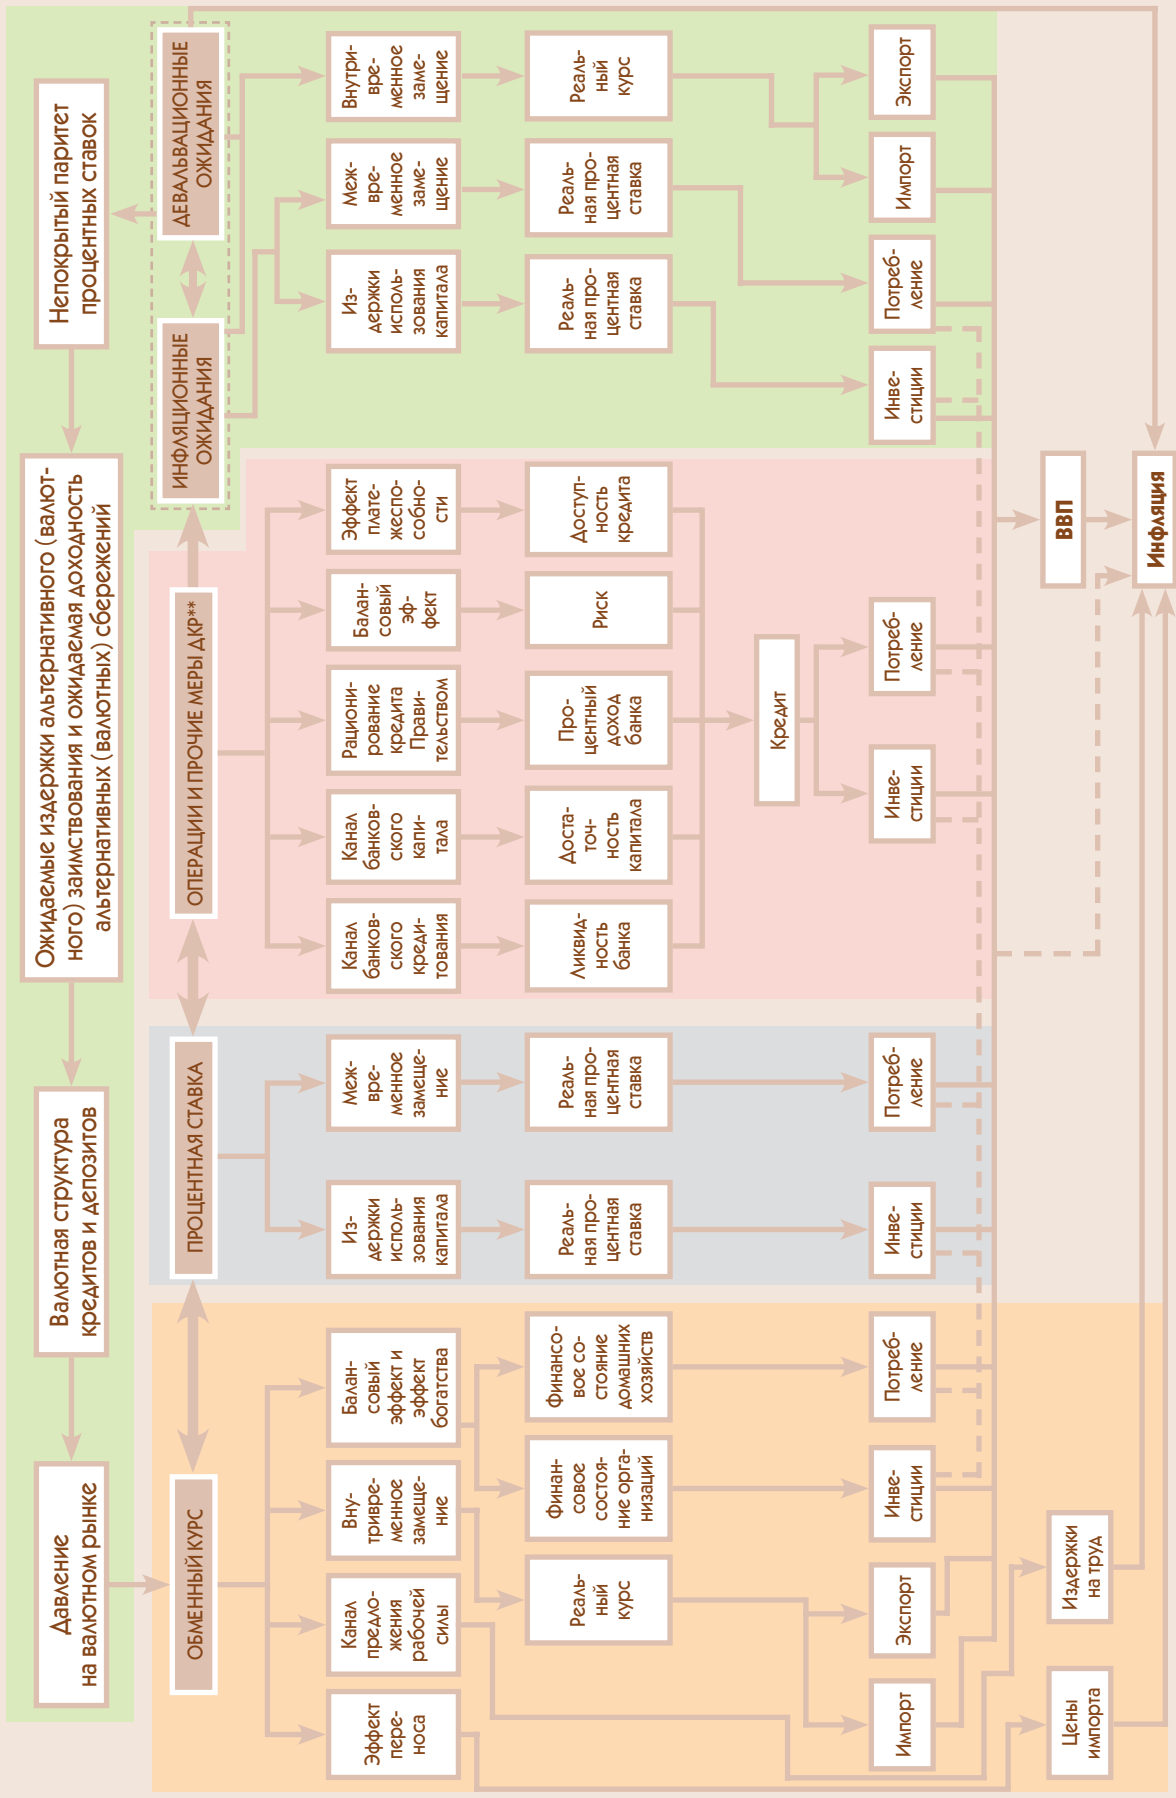 Давление
на валютном рынке
Валютная структура
кредитов и депозитов
Ожидаемые издержки альтернативного (валют-
ного) заимствования и ожидаемая доходность
альтернативных (валютных) сбережений
Непокрытый паритет
процентных ставок
ОБМЕННЫЙ КУРС
ПРОЦЕНТНАЯ СТАВКА
ОПЕРАЦИИ И ПРОЧИЕ МЕРЫ ДКР**
ИНФЛЯЦИОННЫЕ
ОЖИДАНИЯ
ДЕВАЛЬВАЦИОННЫЕ
ОЖИДАНИЯ
Эффект
пере-
носа
Канал
предло-
жения
рабочей
силы
Вну-
тривре-
менное
замеще-
ние
Балан-
совый
эффект и
эффект
богатства
Из-
держки
исполь-
зования
капитала
Меж-
вре-
менное
замеще-
ние
Канал
банков-
ского
креди-
тования
Канал
банков-
ского
капи-
тала
Рациони-
рование
кредита
Прави-
тельством
Балан-
совый
эф-
фект
Эффект
плате-
жеспо-
собно-
сти
Из-
держки
исполь-
зования
капитала
Меж-
вре-
менное
заме-
щение
Внутри-
вре-
менное
заме-
щение
Реаль-
ный
курс
Финан-
совое
состоя-
ние орга-
низаций
Финансо-
вое со-
стояние
домашних
хозяйств
Реаль-
ная про-
центная
ставка
Реаль-
ная про-
центная
ставка
Ликвид-
ность
банка
Доста-
точ-
ность
капитала
Про-
центный
доход
банка
Риск
Доступ-
ность
кредита
Реаль-
ная про-
центная
ставка
Реаль-
ная про-
центная
ставка
Реаль-
ный
курс
Кредит
Импорт
Экспорт
Инве-
стиции
Потреб-
ление
Инве-
стиции
Потреб-
ление
Инве-
стиции
Потреб-
ление
Инве-
стиции
Потреб-
ление
Импорт
Экспорт
Цены
импорта
Издержки
на труд
ВВП
Инфляция